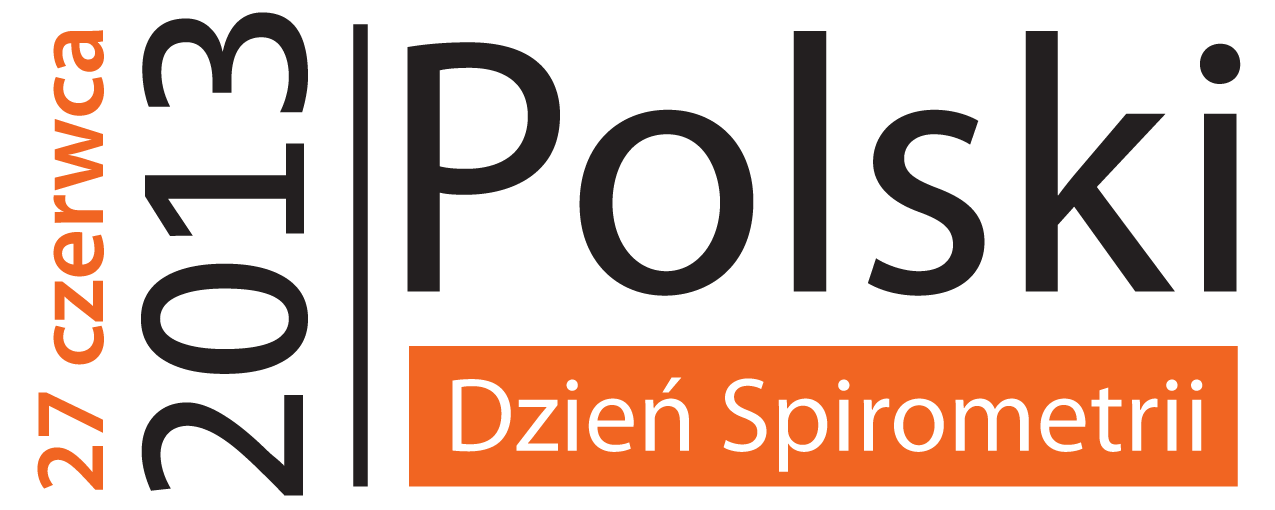 27 czerwca
2013
Polski
Dzień Spirometrii